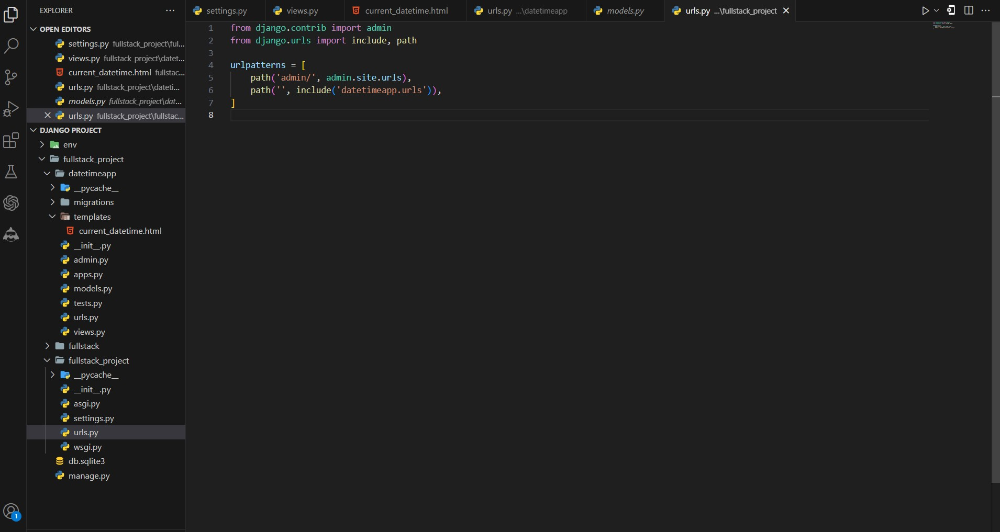 EXPLORER
OPEN EDITORS
settings.py fullstack_project\ful...
views.py fullstack_project\datet...
current_datetime.html fullstac...
urls.py fullstack_project\dateti...
models.py fullstack_project\dat...
urls.py fullstack_project\fullstac...
DJANGO PROJECT
env
fullstack_project
datetimeapp
__pycache__
migrations
templates
current_datetime.html
__init__.py
admin.py
apps.py
models.py
tests.py
urls.py
views.py
fullstack
fullstack_project
__pycache__
__init__.py
asgi.py
settings.py
urls.py
wsgi.py
db.sqlite3
manage.py
1
settings.py
views.py
current_datetime.html
urls.py ...\datetimeapp
models.py
urls.py ...\fullstack_project
1 from django.contrib import admin
2 from django.urls import include, path
3
4 urlpatterns = [
5     path('admin/', admin.site.urls),
6     path('', include('datetimeapp.urls')),
7 ]
8